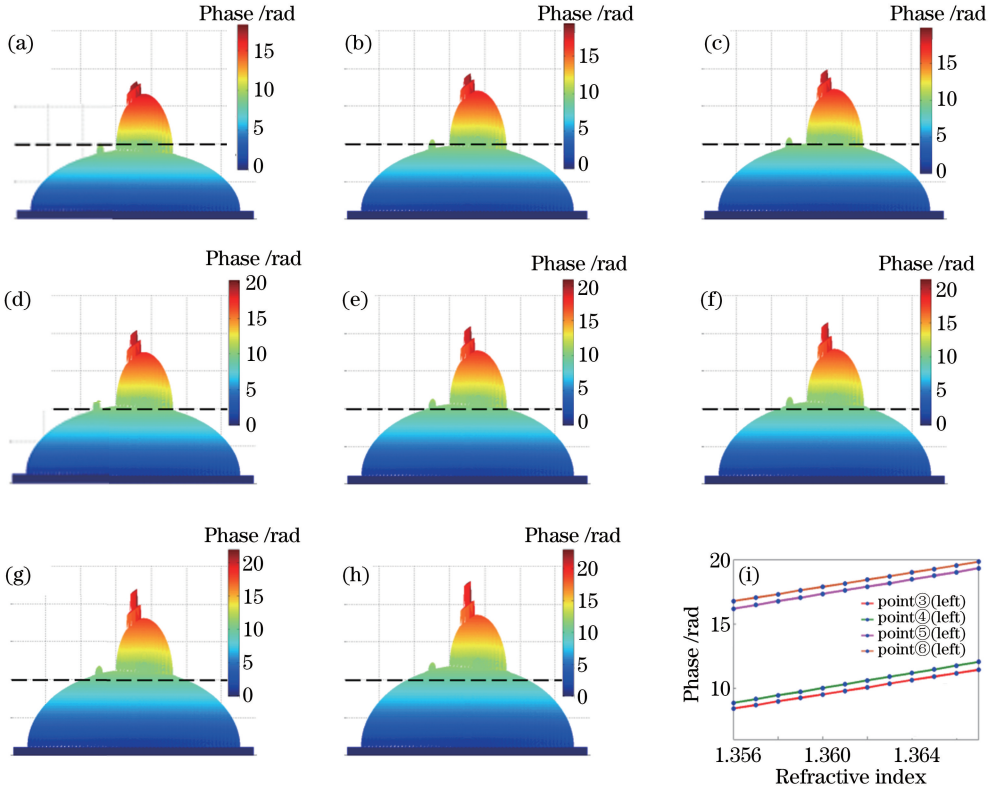 (a)
Phase /rad
15
10
5
0
(b)
Phase /rad
15
10
5
0
(c)
Phase /rad
15
10
5
0
(d)
Phase /rad
20
15
10
5
0
(e)
Phase /rad
20
15
10
5
0
(f)
Phase /rad
20
15
10
5
0
(g)
Phase /rad
20
15
10
5
0
(h)
Phase /rad
20
15
10
5
0
(i)
Phase /rad
20
15
10
point③(left)
point④(left)
point⑤(left)
point⑥(left)
1.356 1.360 1.364
Refractive index